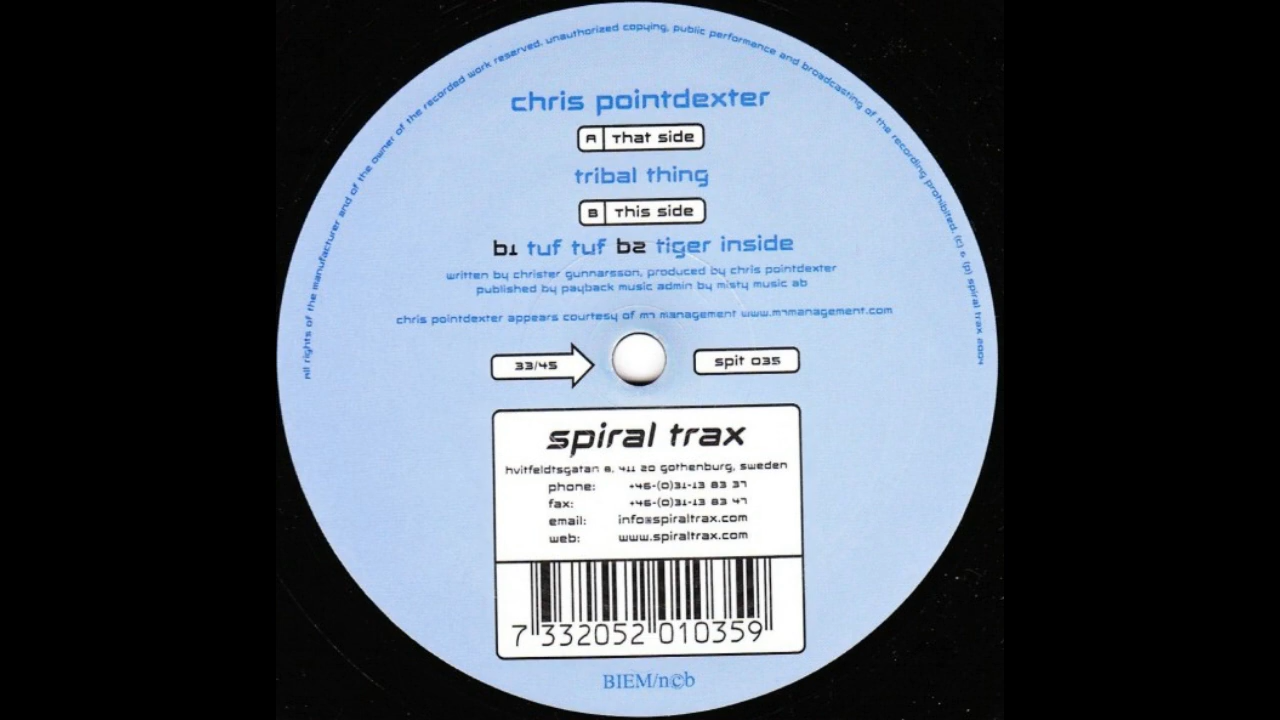 All rights of the manufacturer and of the owner of the recorded work reserved. unauthorized copying, public performance and broadcasting of the recording prohibited. (c) & (p) spiral trax 2004
chris pointdexter
A That side
tribal thing
B This side
b1 tuf tuf b2 tiger inside
written by christer gunnarsson, produced by chris pointdexter
published by payback music admin by misty music ab
chris pointdexter appears courtesy of m7 management www.m7management.com
33/45
spit 035
spiral trax
hvitfeldtsgatan 8, 411 20 gothenburg, sweden
phone: +46-(0)31-13 83 37
fax: +46-(0)31-13 83 47
email: info@spiraltrax.com
web: www.spiraltrax.com
7 332052 010359
BIEM/n©b